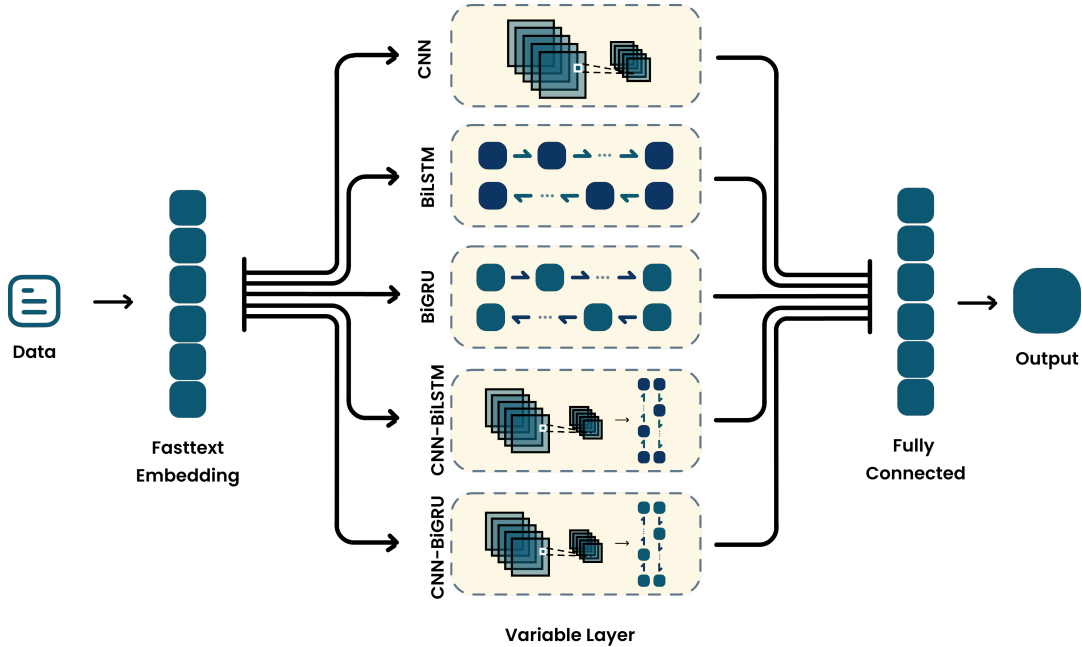 Data
Fasttext
Embedding
CNN
BiLSTM
BiGRU
CNN-BiLSTM
CNN-BiGRU
Variable Layer
Fully
Connected
Output